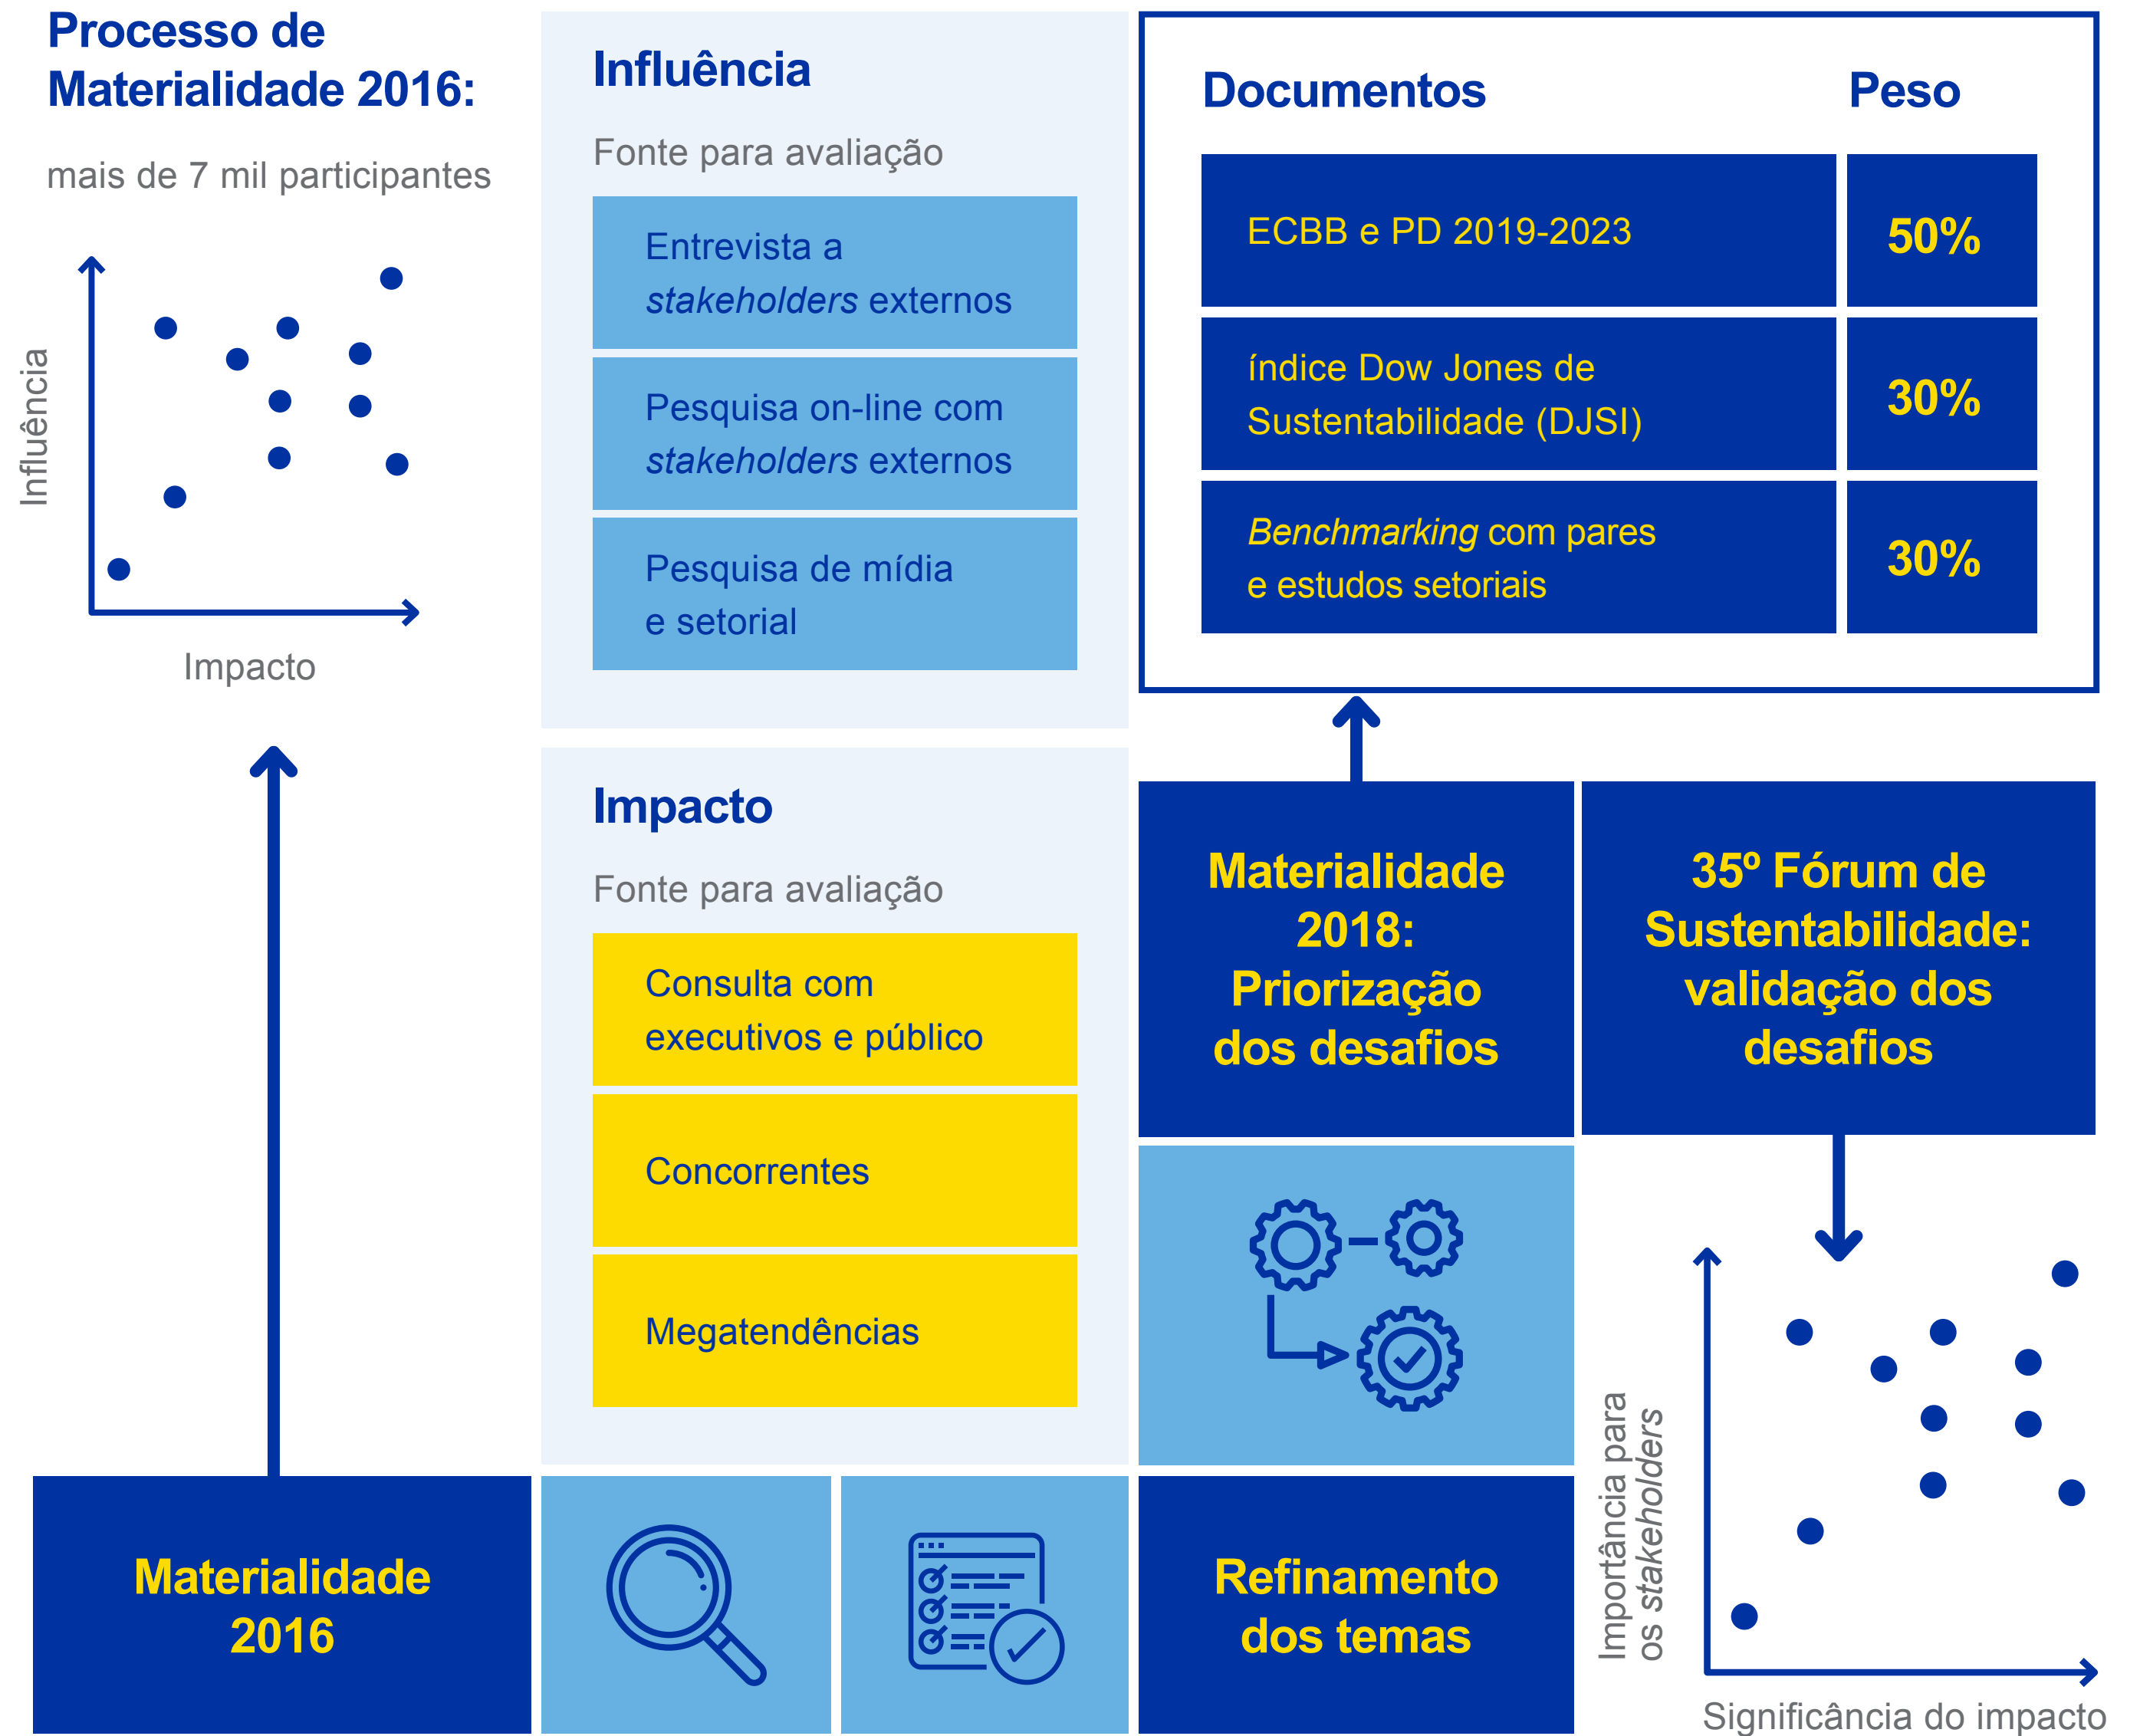 Processo de
Materialidade 2016:
mais de 7 mil participantes
Influência
Impacto
Influência
Fonte para avaliação
Entrevista a
stakeholders externos
Pesquisa on-line com
stakeholders externos
Pesquisa de mídia
e setorial
Impacto
Fonte para avaliação
Consulta com
executivos e público
Concorrentes
Megatendências
Documentos
Peso
ECBB e PD 2019-2023
50%
índice Dow Jones de
Sustentabilidade (DJSI)
30%
Benchmarking com pares
e estudos setoriais
30%
Materialidade
2018:
Priorização
dos desafios
35º Fórum de
Sustentabilidade:
validação dos
desafios
Materialidade
2016
Refinamento
dos temas
Importância para
os stakeholders
Significância do impacto